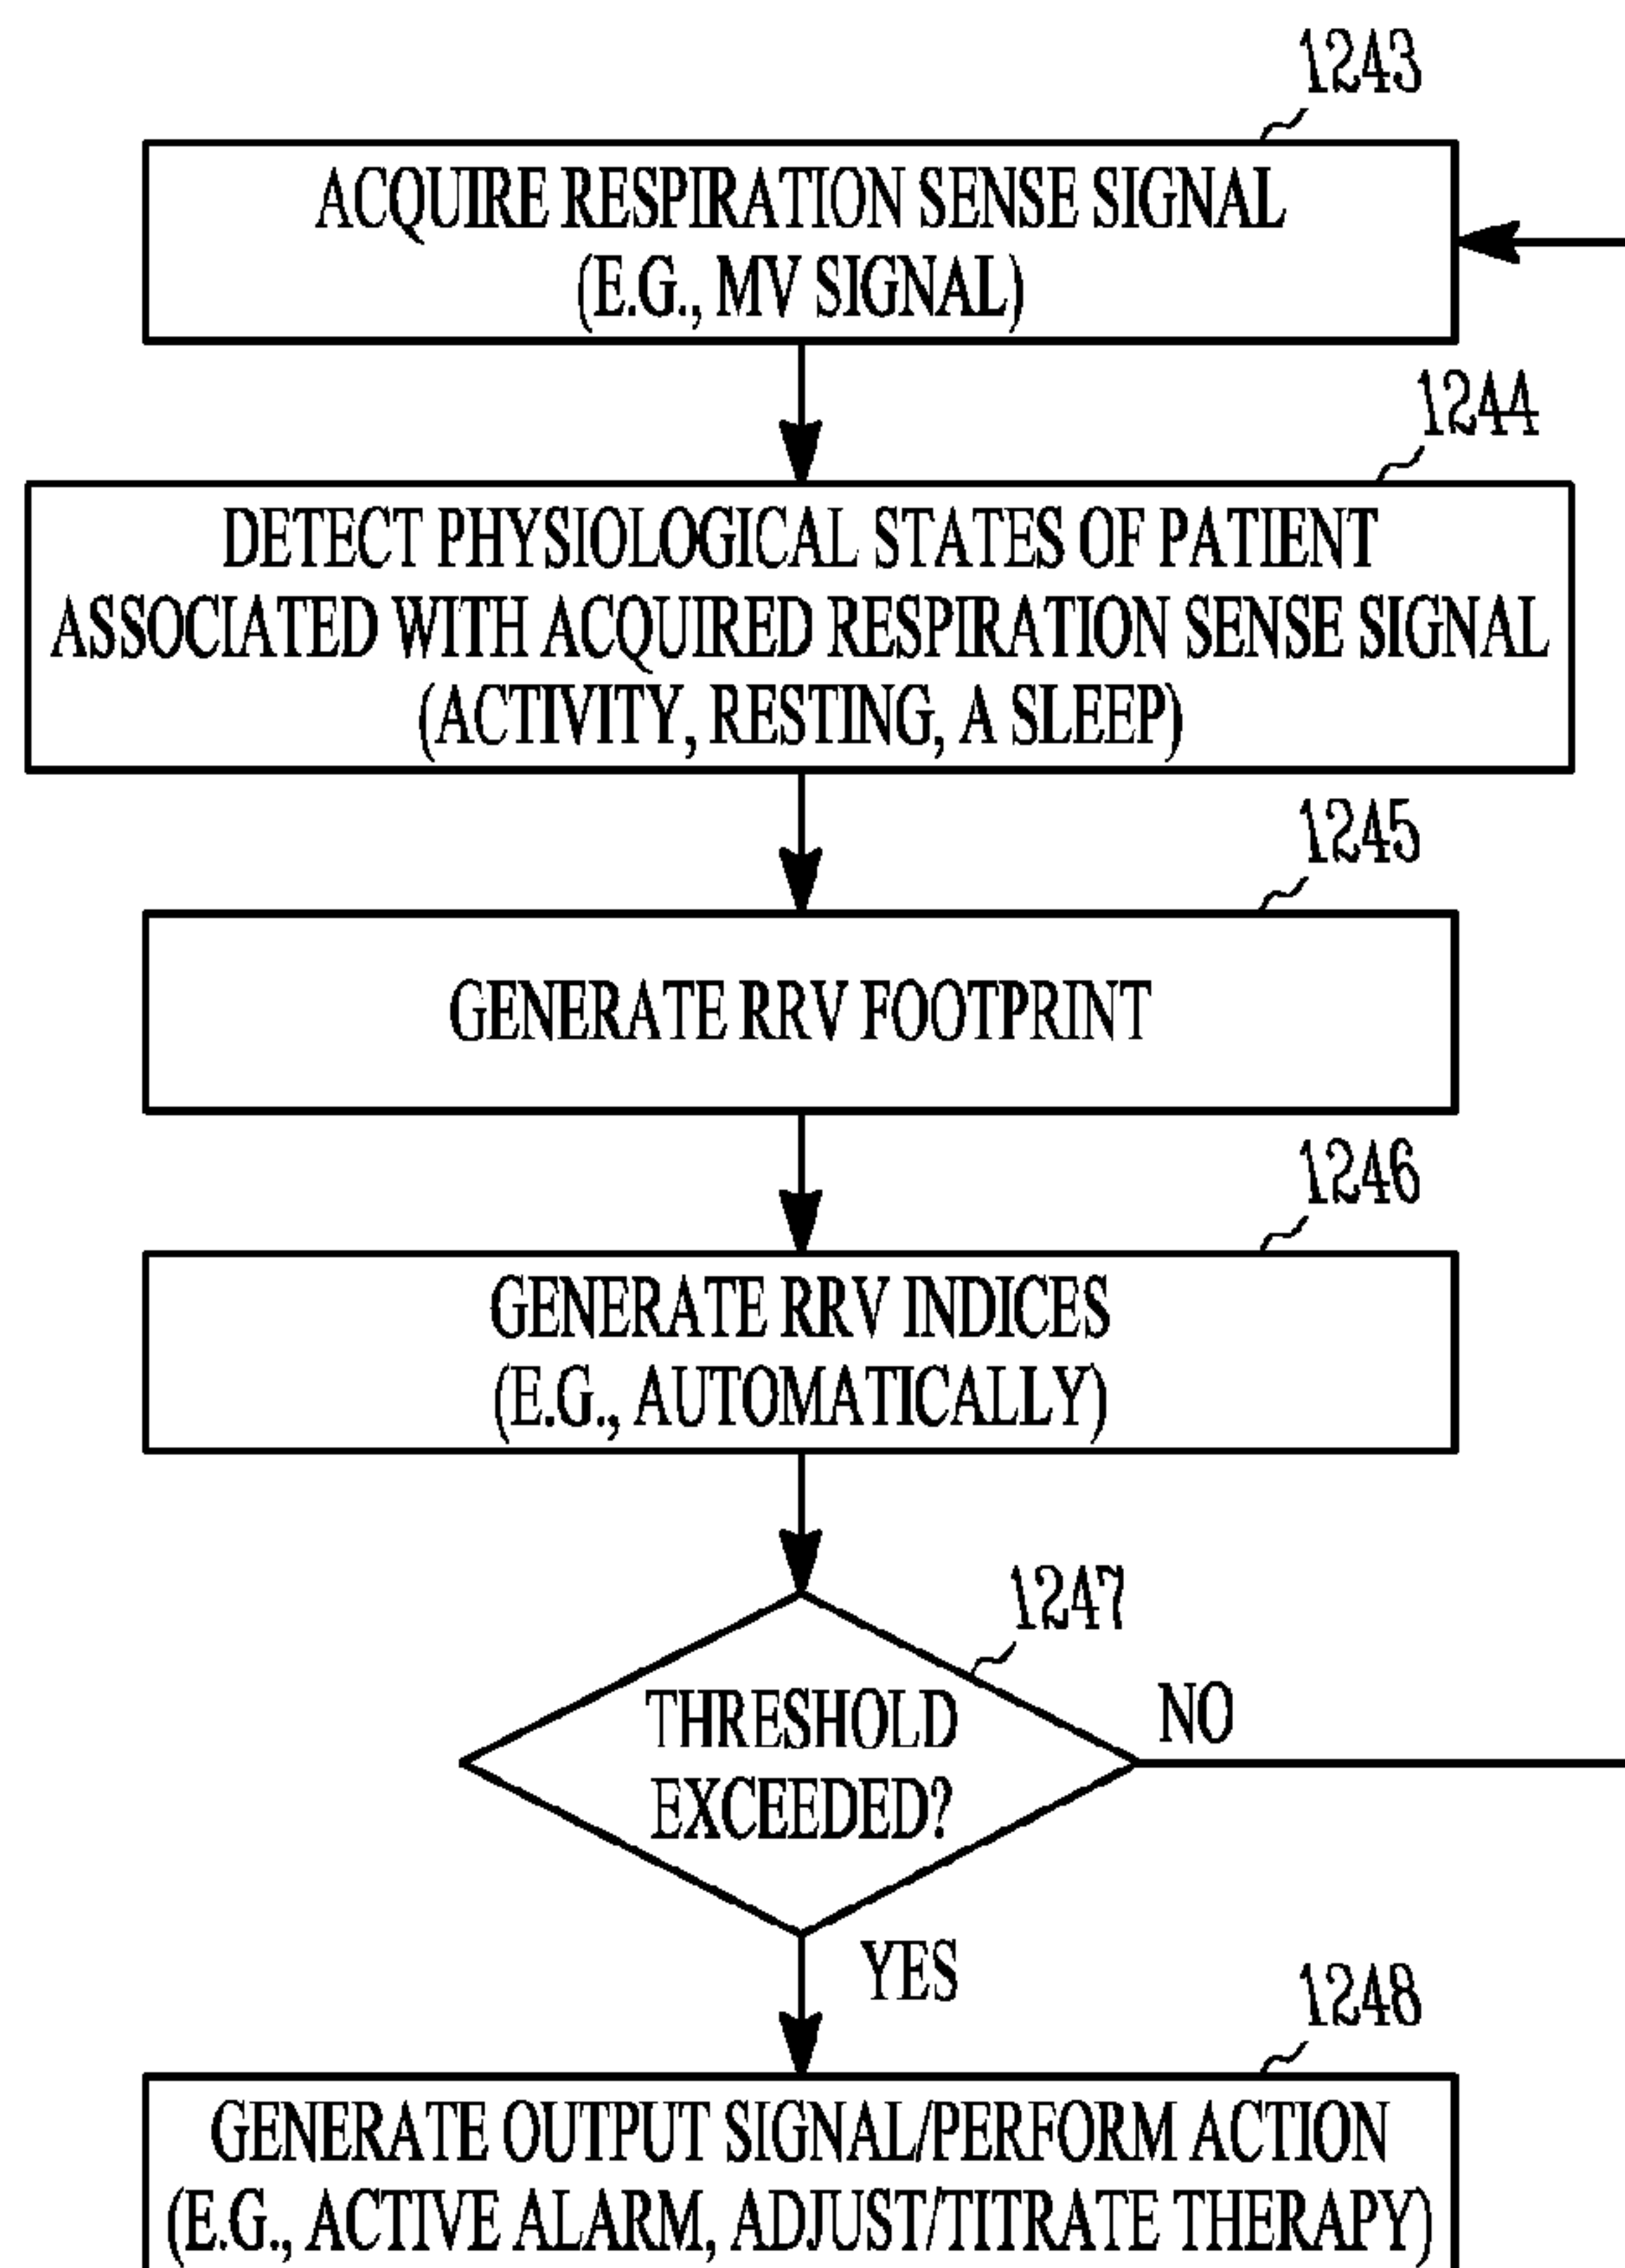 1243
ACQUIRE RESPIRATION SENSE SIGNAL
(E.G., MV SIGNAL)
1244
DETECT PHYSIOLOGICAL STATES OF PATIENT
ASSOCIATED WITH ACQUIRED RESPIRATION SENSE SIGNAL
(ACTIVITY, RESTING, A SLEEP)
1245
GENERATE RRV FOOTPRINT
1246
GENERATE RRV INDICES
(E.G., AUTOMATICALLY)
1247
THRESHOLD
EXCEEDED?
NO
YES
1248
GENERATE OUTPUT SIGNAL/PERFORM ACTION
(E.G., ACTIVE ALARM, ADJUST/TITRATE THERAPY)